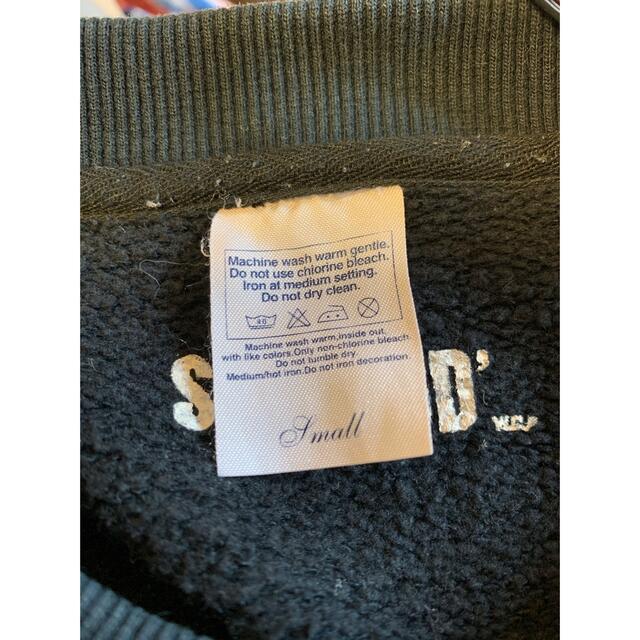 Machine wash warm gentle.
Do not use chlorine bleach.
Iron at medium setting.
Do not dry clean.
40
Machine wash warm,inside out,
with like colors.Only non-chlorine bleach.
Do not tumble dry.
Medium/hot iron.Do not iron decoration.
S D'
Small